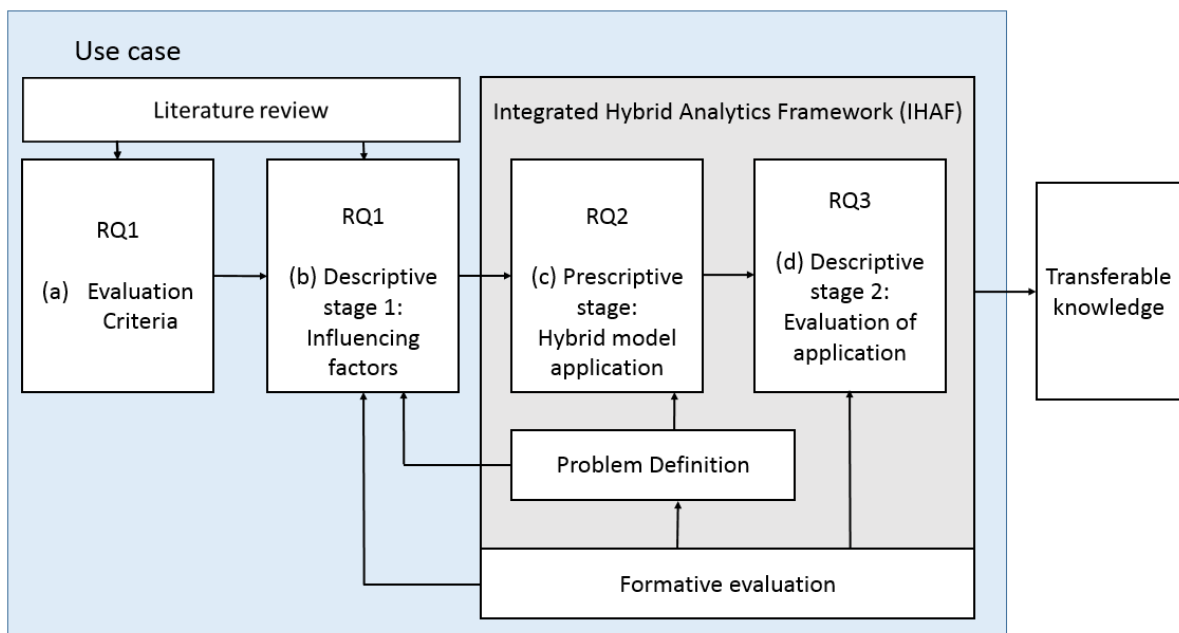 Use case
Literature review
Integrated Hybrid Analytics Framework (IHAF)
RQ1
(a) Evaluation
Criteria
RQ1
(b) Descriptive
stage 1:
Influencing
factors
RQ2
(c) Prescriptive
stage:
Hybrid model
application
RQ3
(d) Descriptive
stage 2:
Evaluation of
application
Transferable
knowledge
Problem Definition
Formative evaluation